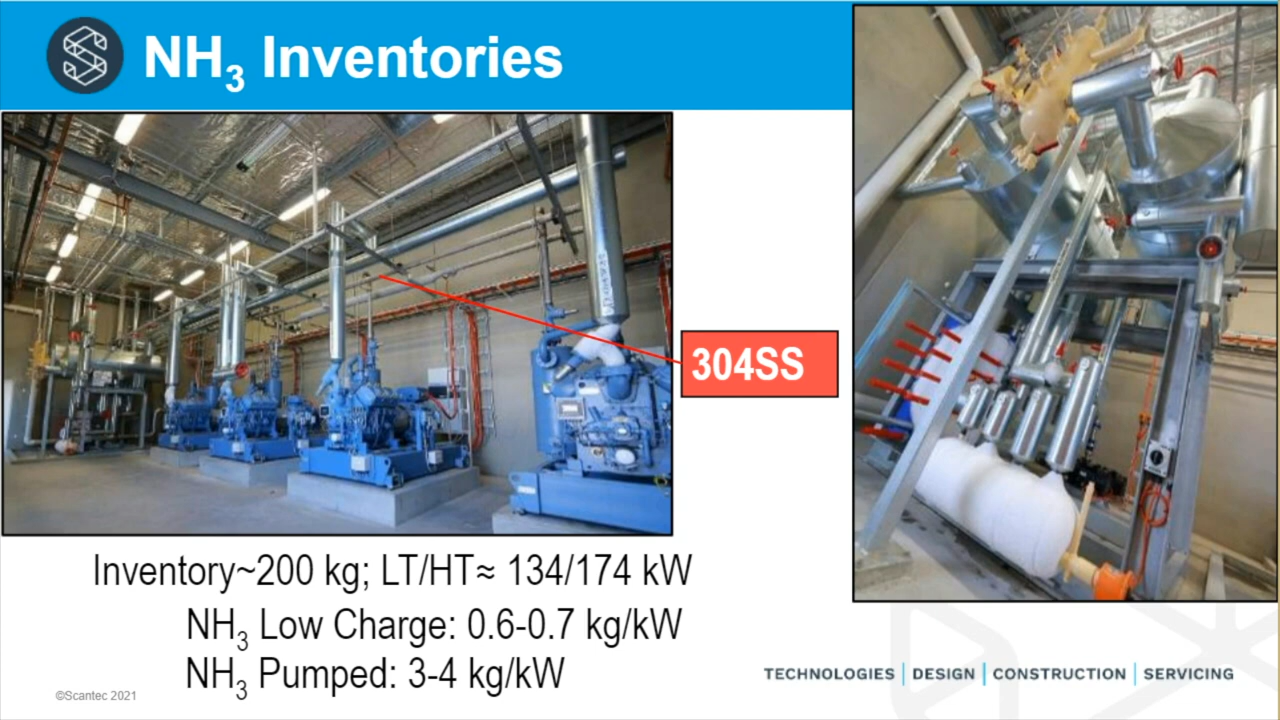 NH₃ Inventories
304SS
Inventory~200 kg; LT/HT≈ 134/174 kW
NH₃ Low Charge: 0.6-0.7 kg/kW
NH₃ Pumped: 3-4 kg/kW
TECHNOLOGIES | DESIGN | CONSTRUCTION | SERVICING
©Scantec 2021